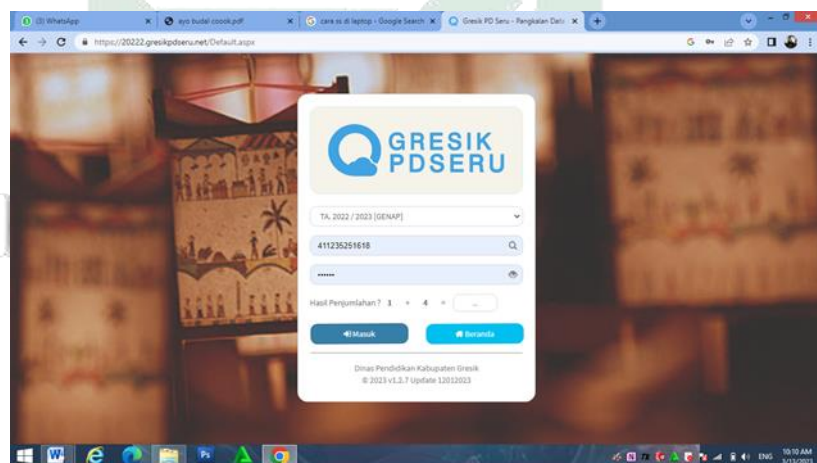 (3) WhatsApp
ayo budal coook.pdf
cara ss di leptop - Google Search
Gresik PD Seru - Pangkalan Data
https://20222.gresikpdseru.net/Default.aspx
GRESIK
PDSERU
TA. 2022 / 2023 [GENAP]
411235251618
••••••
Hasil Penjumlahan ? 1 + 4 =
Masuk
Beranda
Dinas Pendidikan Kabupaten Gresik
© 2023 v1.2.7 Update 12012023
Ps
ENG
10:10 AM